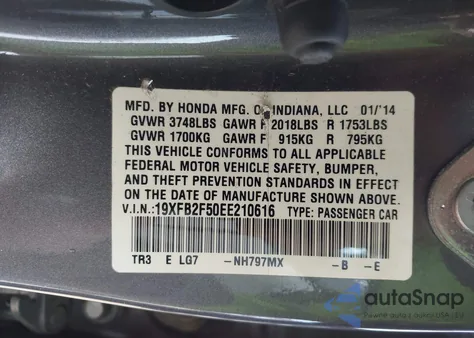 MFD. BY HONDA MFG. OF INDIANA, LLC 01/'14
GVWR 3748LBS GAWR F 2018LBS R 1753LBS
GVWR 1700KG GAWR F 915KG R 795KG
THIS VEHICLE CONFORMS TO ALL APPLICABLE
FEDERAL MOTOR VEHICLE SAFETY, BUMPER,
AND THEFT PREVENTION STANDARDS IN EFFECT
ON THE DATE OF MANUFACTURE SHOWN ABOVE.
V.I.N.:19XFB2F50EE210616 TYPE: PASSENGER CAR
TR3 E LG7 -NH797MX -B -E
autoSnap